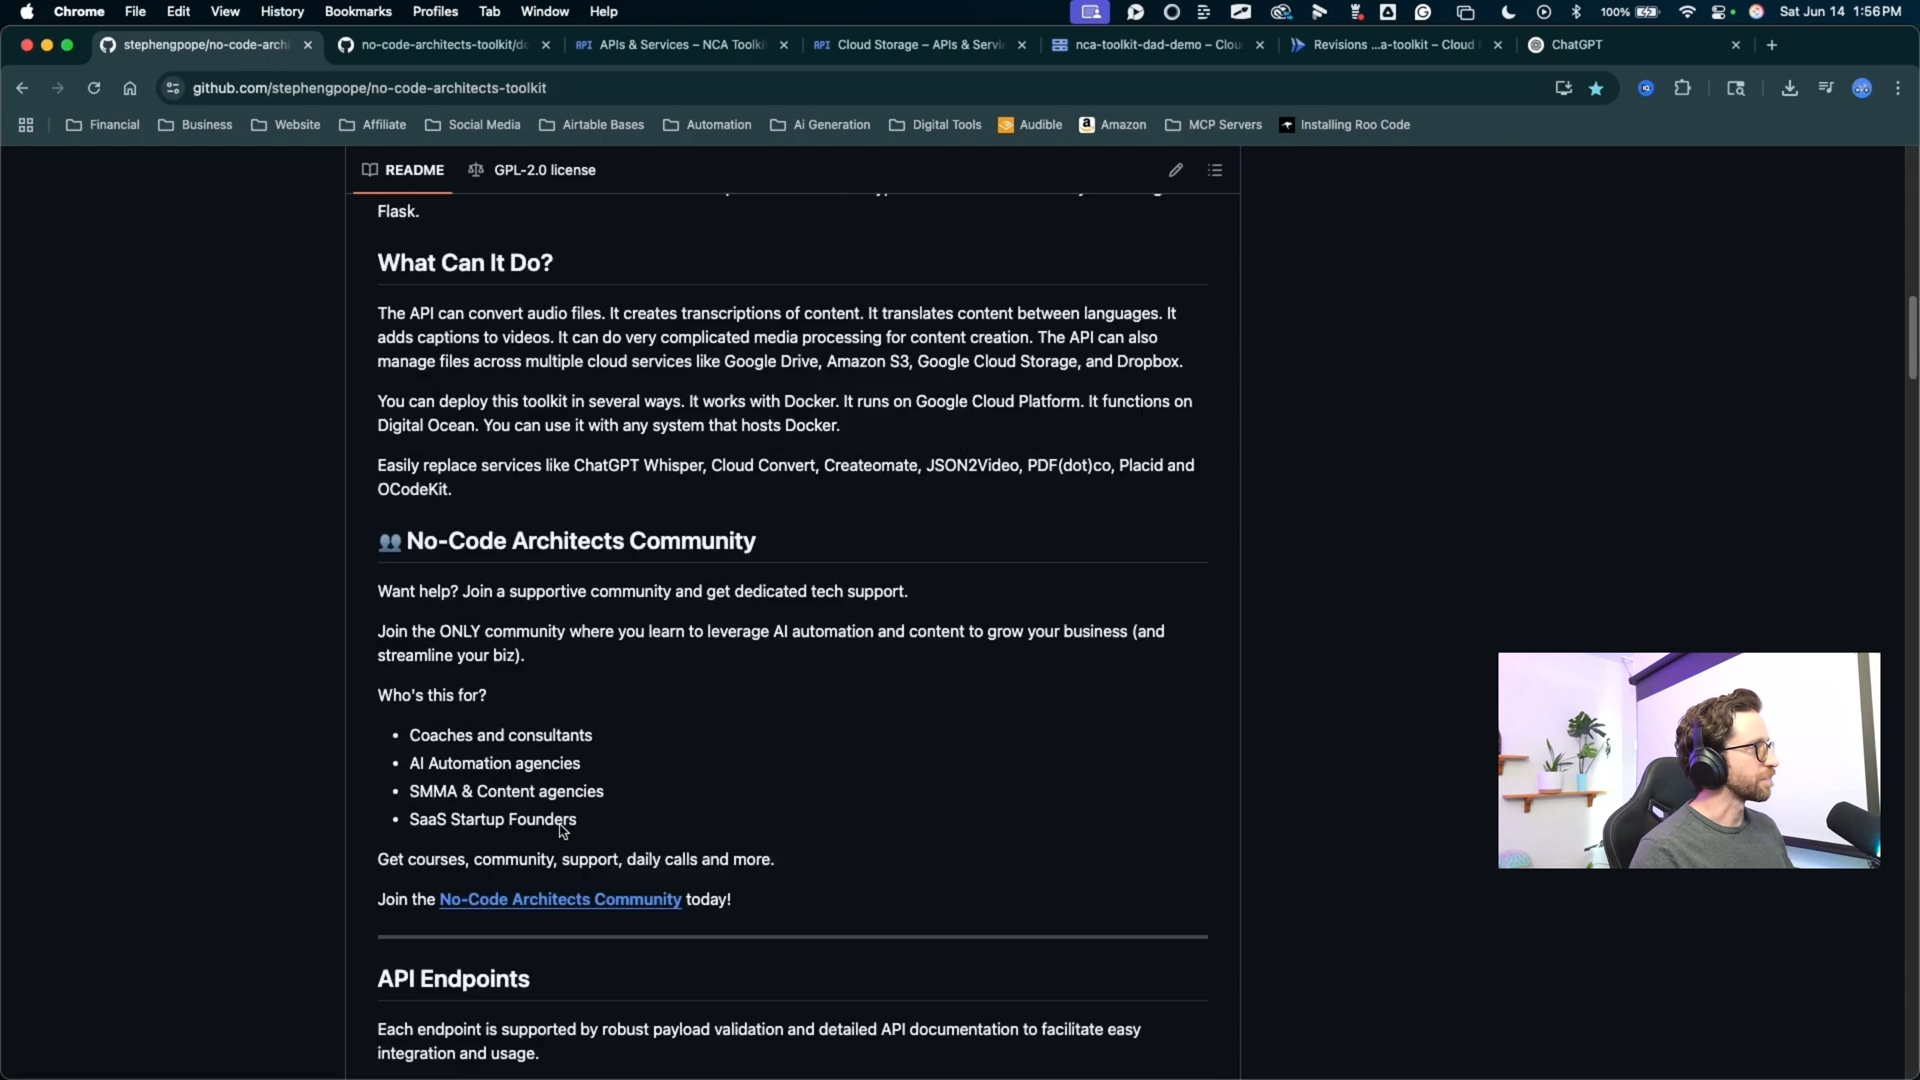 Chrome File Edit View History Bookmarks Profiles Tab Window Help 100% Sat Jun 14 1:56 PM
stephengpope/no-code-archi no-code-architects-toolkit/do API APIs & Services – NCA Toolki API Cloud Storage – APIs & Servic nca-toolkit-dad-demo – Clou Revisions ...a-toolkit – Cloud ChatGPT
github.com/stephengpope/no-code-architects-toolkit
Financial Business Website Affiliate Social Media Airtable Bases Automation Ai Generation Digital Tools Audible Amazon MCP Servers Installing Roo Code
README GPL-2.0 license
Flask.
What Can It Do?
The API can convert audio files. It creates transcriptions of content. It translates content between languages. It
adds captions to videos. It can do very complicated media processing for content creation. The API can also
manage files across multiple cloud services like Google Drive, Amazon S3, Google Cloud Storage, and Dropbox.
You can deploy this toolkit in several ways. It works with Docker. It runs on Google Cloud Platform. It functions on
Digital Ocean. You can use it with any system that hosts Docker.
Easily replace services like ChatGPT Whisper, Cloud Convert, Createomate, JSON2Video, PDF(dot)co, Placid and
OCodeKit.
👥 No-Code Architects Community
Want help? Join a supportive community and get dedicated tech support.
Join the ONLY community where you learn to leverage AI automation and content to grow your business (and
streamline your biz).
Who's this for?
• Coaches and consultants
• AI Automation agencies
• SMMA & Content agencies
• SaaS Startup Founders
Get courses, community, support, daily calls and more.
Join the No-Code Architects Community today!
API Endpoints
Each endpoint is supported by robust payload validation and detailed API documentation to facilitate easy
integration and usage.